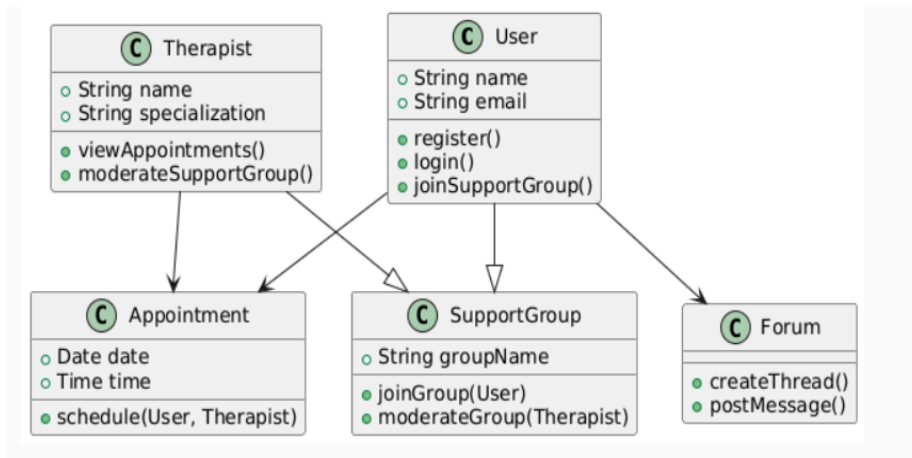 C Therapist
String name
String specialization
viewAppointments()
moderateSupportGroup()
C User
String name
String email
register()
login()
joinSupportGroup()
C Appointment
Date date
Time time
schedule(User, Therapist)
C SupportGroup
String groupName
joinGroup(User)
moderateGroup(Therapist)
C Forum
createThread()
postMessage()